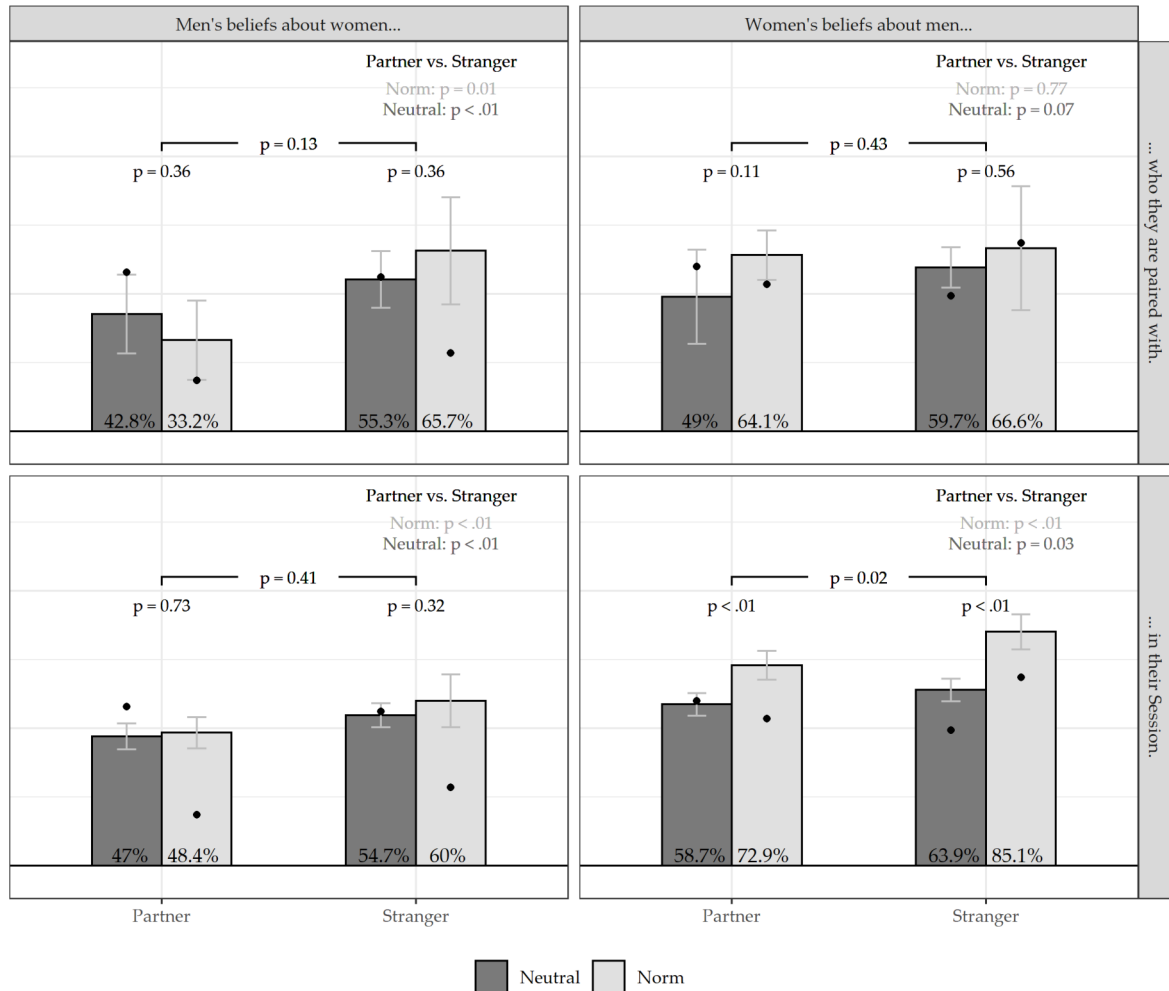 Men's beliefs about women...
Women's beliefs about men...
Partner vs. Stranger
Norm: p = 0.01
Neutral: p < .01
p = 0.13
p = 0.36
p = 0.36
42.8%
33.2%
55.3%
65.7%
Partner vs. Stranger
Norm: p = 0.77
Neutral: p = 0.07
p = 0.43
p = 0.11
p = 0.56
49%
64.1%
59.7%
66.6%
... who they are paired with.
Partner vs. Stranger
Norm: p < .01
Neutral: p < .01
p = 0.41
p = 0.73
p = 0.32
47%
48.4%
54.7%
60%
Partner vs. Stranger
Norm: p < .01
Neutral: p = 0.03
p = 0.02
p < .01
p < .01
58.7%
72.9%
63.9%
85.1%
... in their Session.
Partner
Stranger
Partner
Stranger
Neutral
Norm